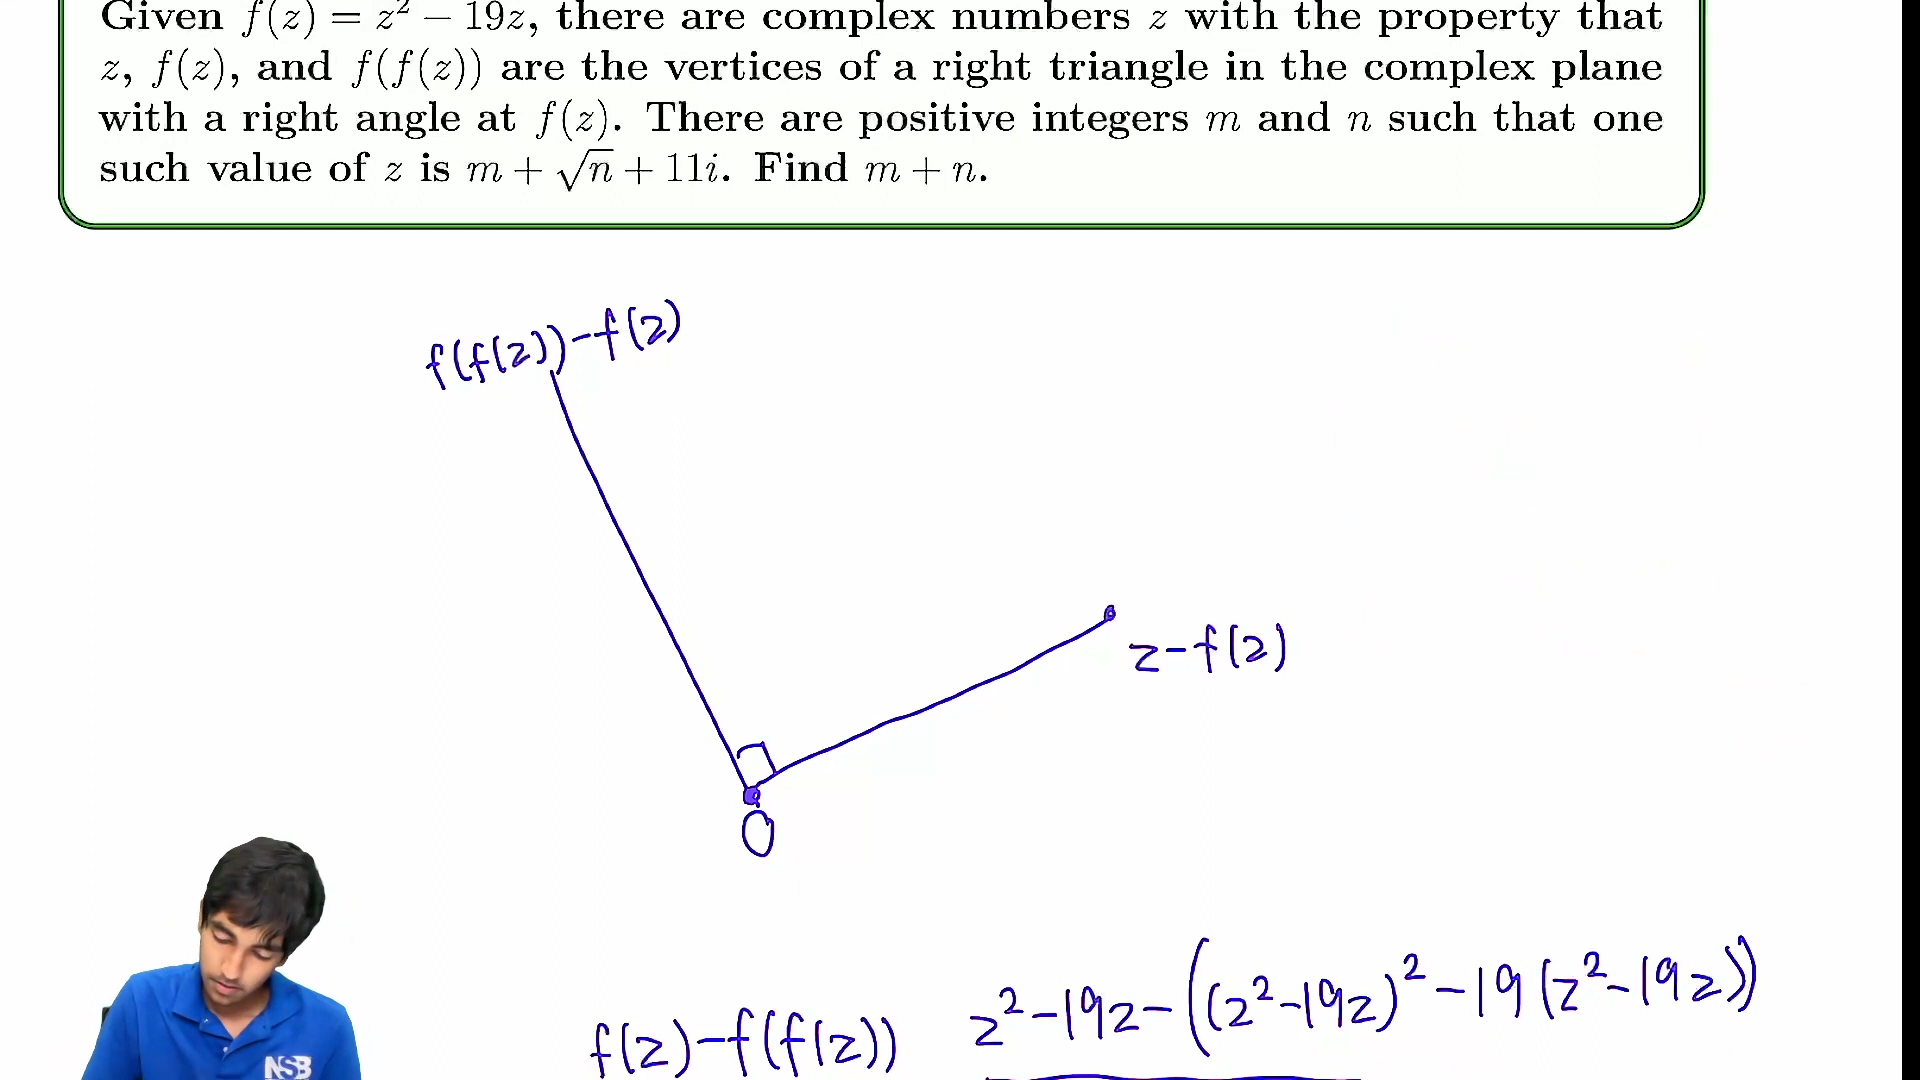 Given f(z) = z² − 19z, there are complex numbers z with the property that
z, f(z), and f(f(z)) are the vertices of a right triangle in the complex plane
with a right angle at f(z). There are positive integers m and n such that one
such value of z is m + √n + 11i. Find m + n.
f(f(z))-f(z)
z-f(z)
0
f(z)-f(f(z))
z²-19z-((z²-19z)²-19(z²-19z))
NSB